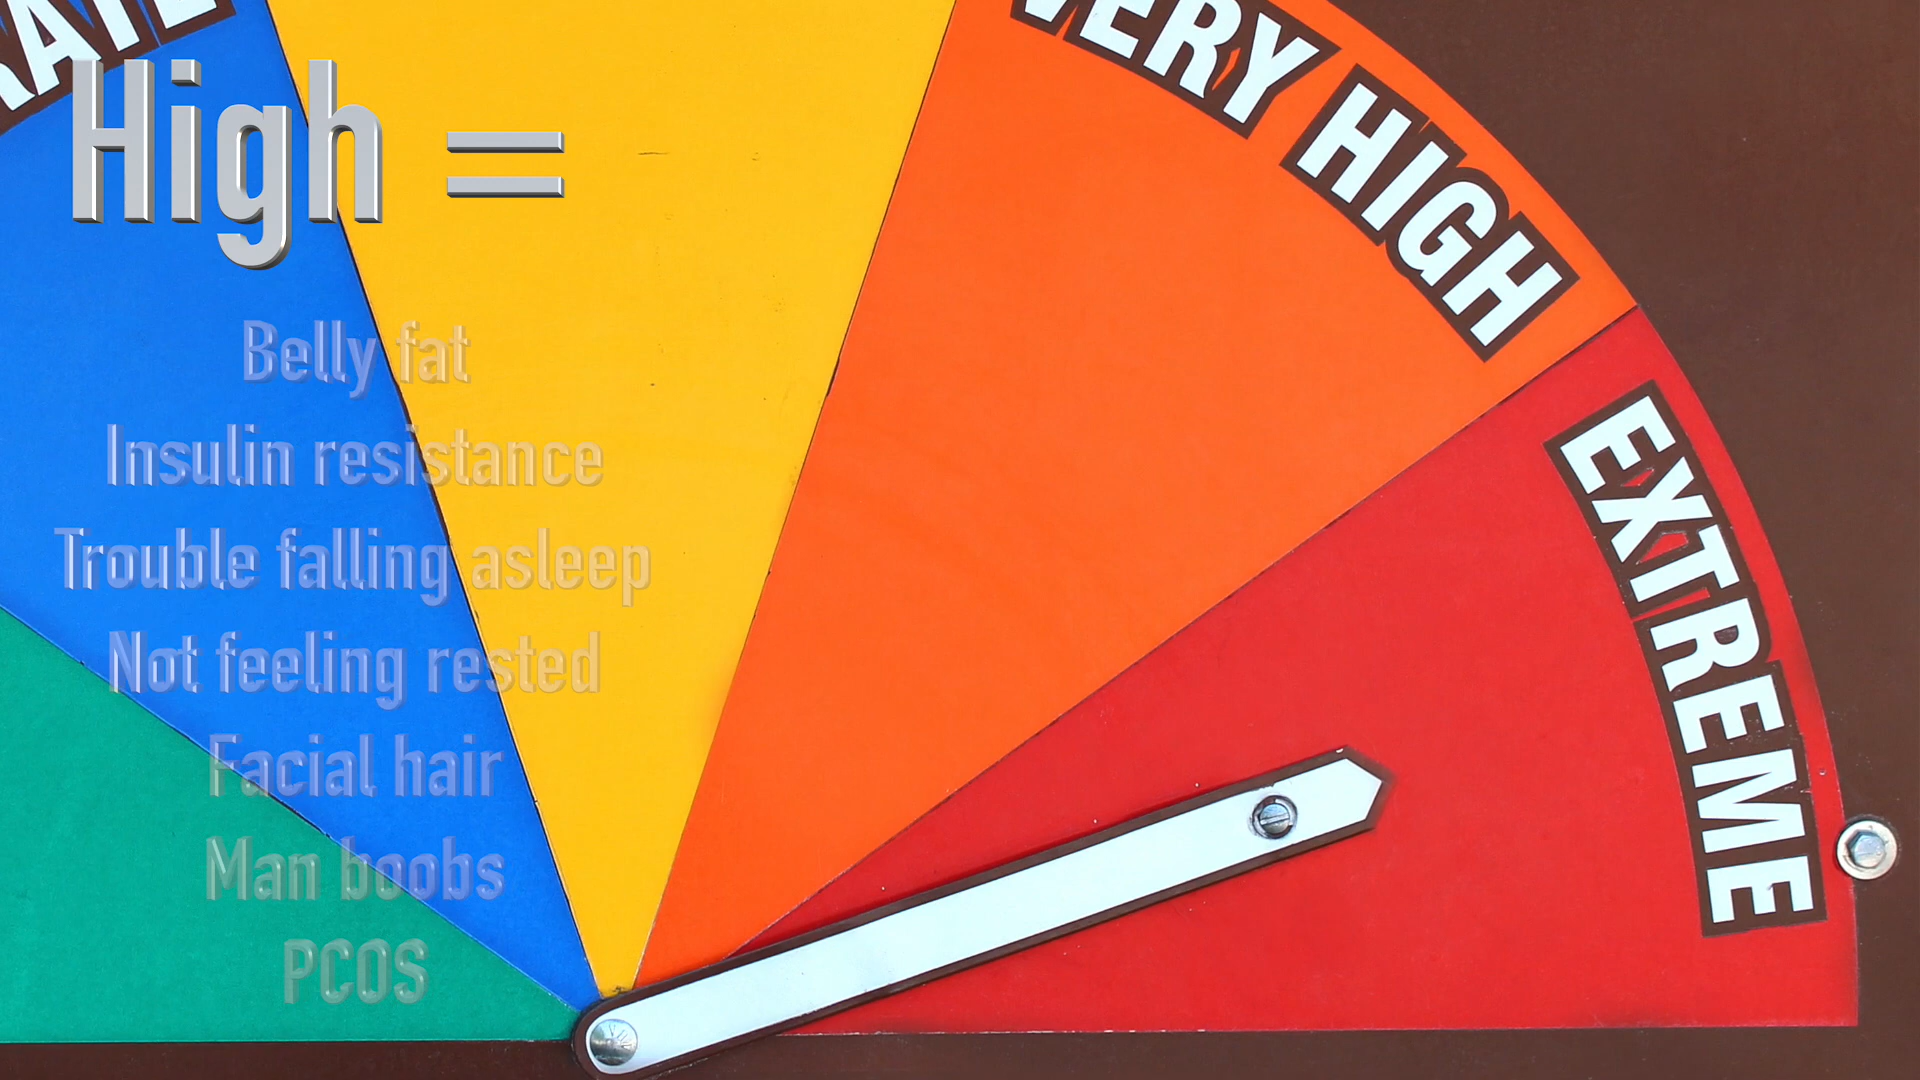 RATE
High =
Belly fat
Insulin resistance
Trouble falling asleep
Not feeling rested
Facial hair
Man boobs
PCOS
VERY HIGH
EXTREME